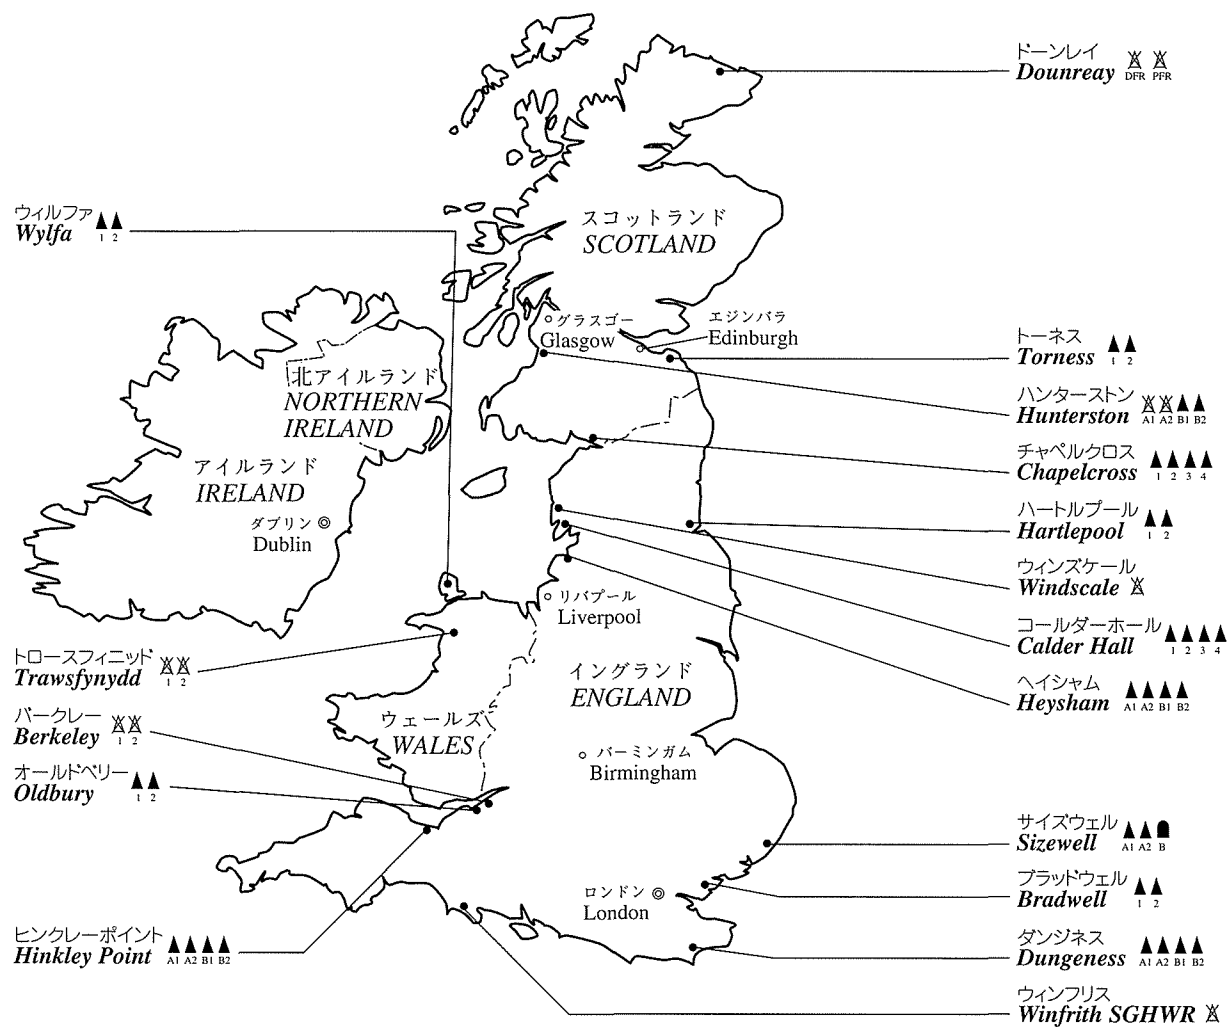 ドーンレイ
Dounreay
DFR PFR
ウィルファ
Wylfa
1 2
スコットランド
SCOTLAND
グラスゴー
Glasgow
エジンバラ
Edinburgh
トーネス
Torness
1 2
北アイルランド
NORTHERN
IRELAND
ハンターストン
Hunterston
A1 A2 B1 B2
チャペルクロス
Chapelcross
1 2 3 4
アイルランド
IRELAND
ダブリン
Dublin
ハートルプール
Hartlepool
1 2
ウィンズケール
Windscale
リバプール
Liverpool
コールダーホール
Calder Hall
1 2 3 4
トロースフィニッド
Trawsfynydd
1 2
イングランド
ENGLAND
ヘイシャム
Heysham
A1 A2 B1 B2
バークレー
Berkeley
1 2
ウェールズ
WALES
バーミンガム
Birmingham
オールドベリー
Oldbury
1 2
サイズウェル
Sizewell
A1 A2 B
ブラッドウェル
Bradwell
1 2
ロンドン
London
ヒンクレーポイント
Hinkley Point
A1 A2 B1 B2
ダンジネス
Dungeness
A1 A2 B1 B2
ウィンフリス
Winfrith SGHWR